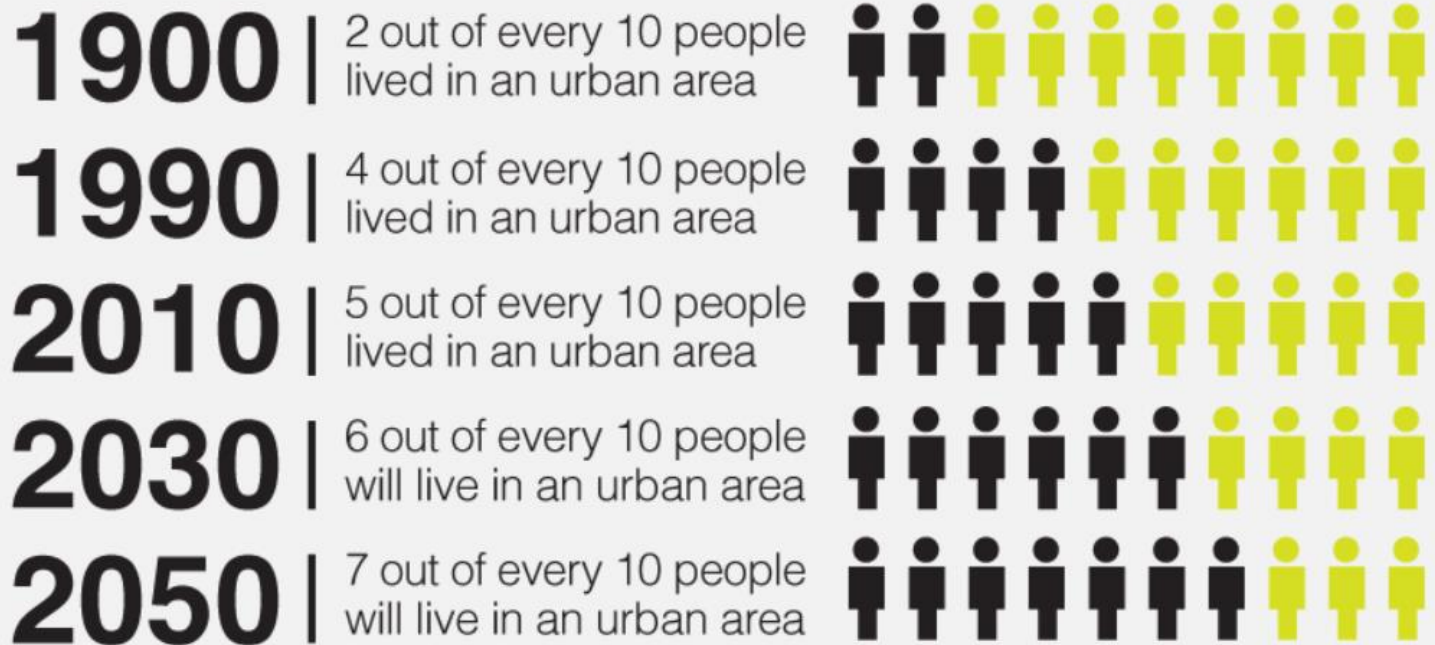 1900 | 2 out of every 10 people
lived in an urban area
1990 | 4 out of every 10 people
lived in an urban area
2010 | 5 out of every 10 people
lived in an urban area
2030 | 6 out of every 10 people
will live in an urban area
2050 | 7 out of every 10 people
will live in an urban area